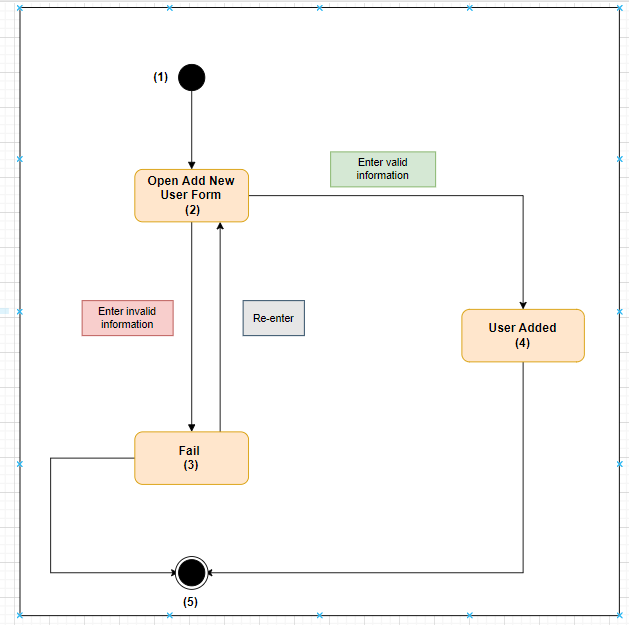 (1)
Open Add New
User Form
(2)
Enter valid
information
Enter invalid
information
Re-enter
User Added
(4)
Fail
(3)
(5)